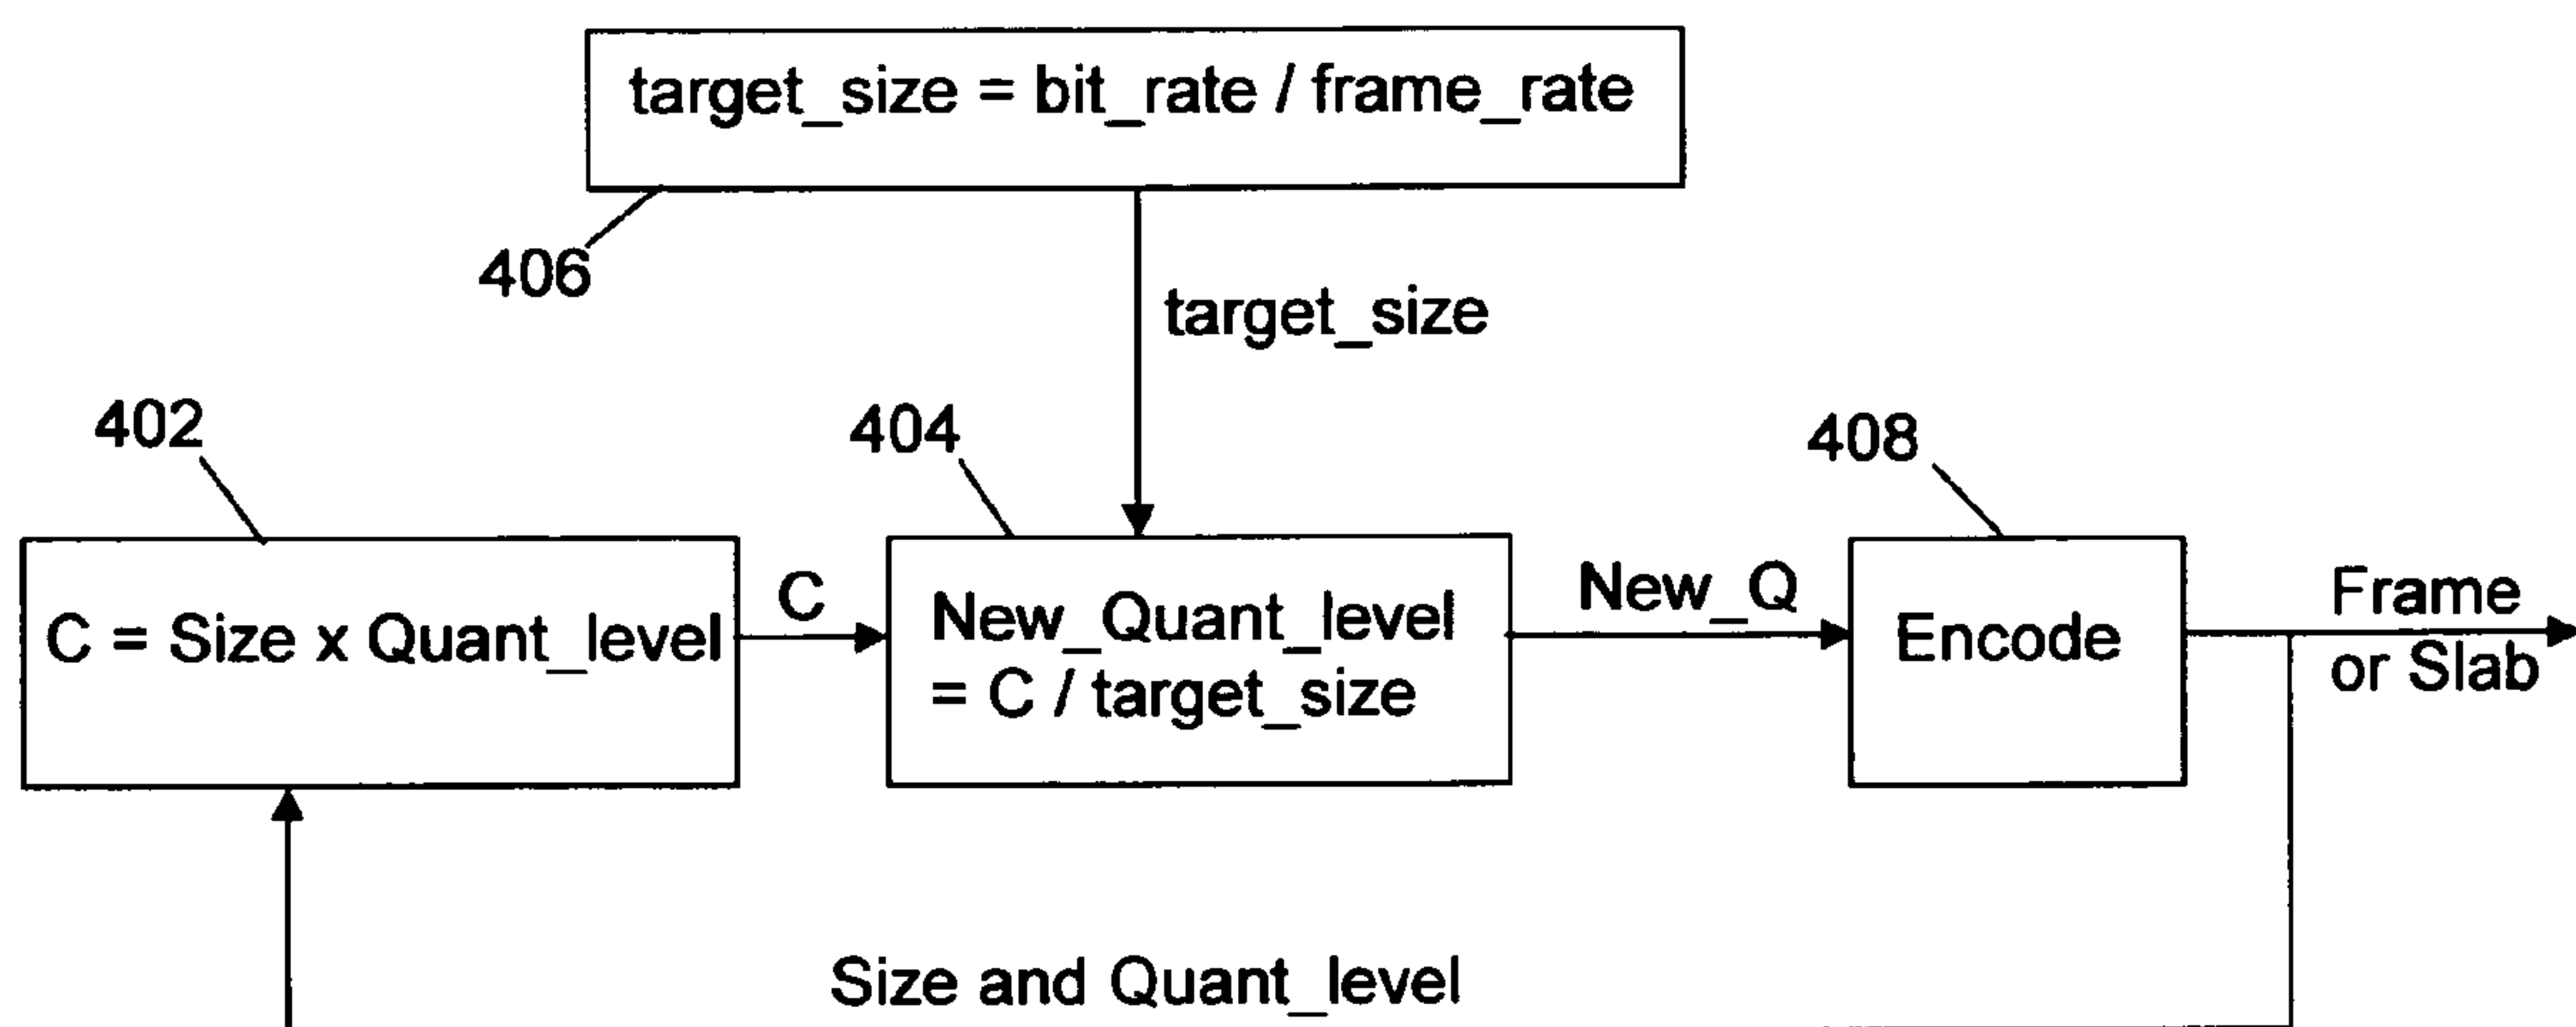 target_size = bit_rate / frame_rate
406
target_size
402
404
408
C = Size x Quant_level
C
New_Quant_level
= C / target_size
New_Q
Encode
Frame
or Slab
Size and Quant_level